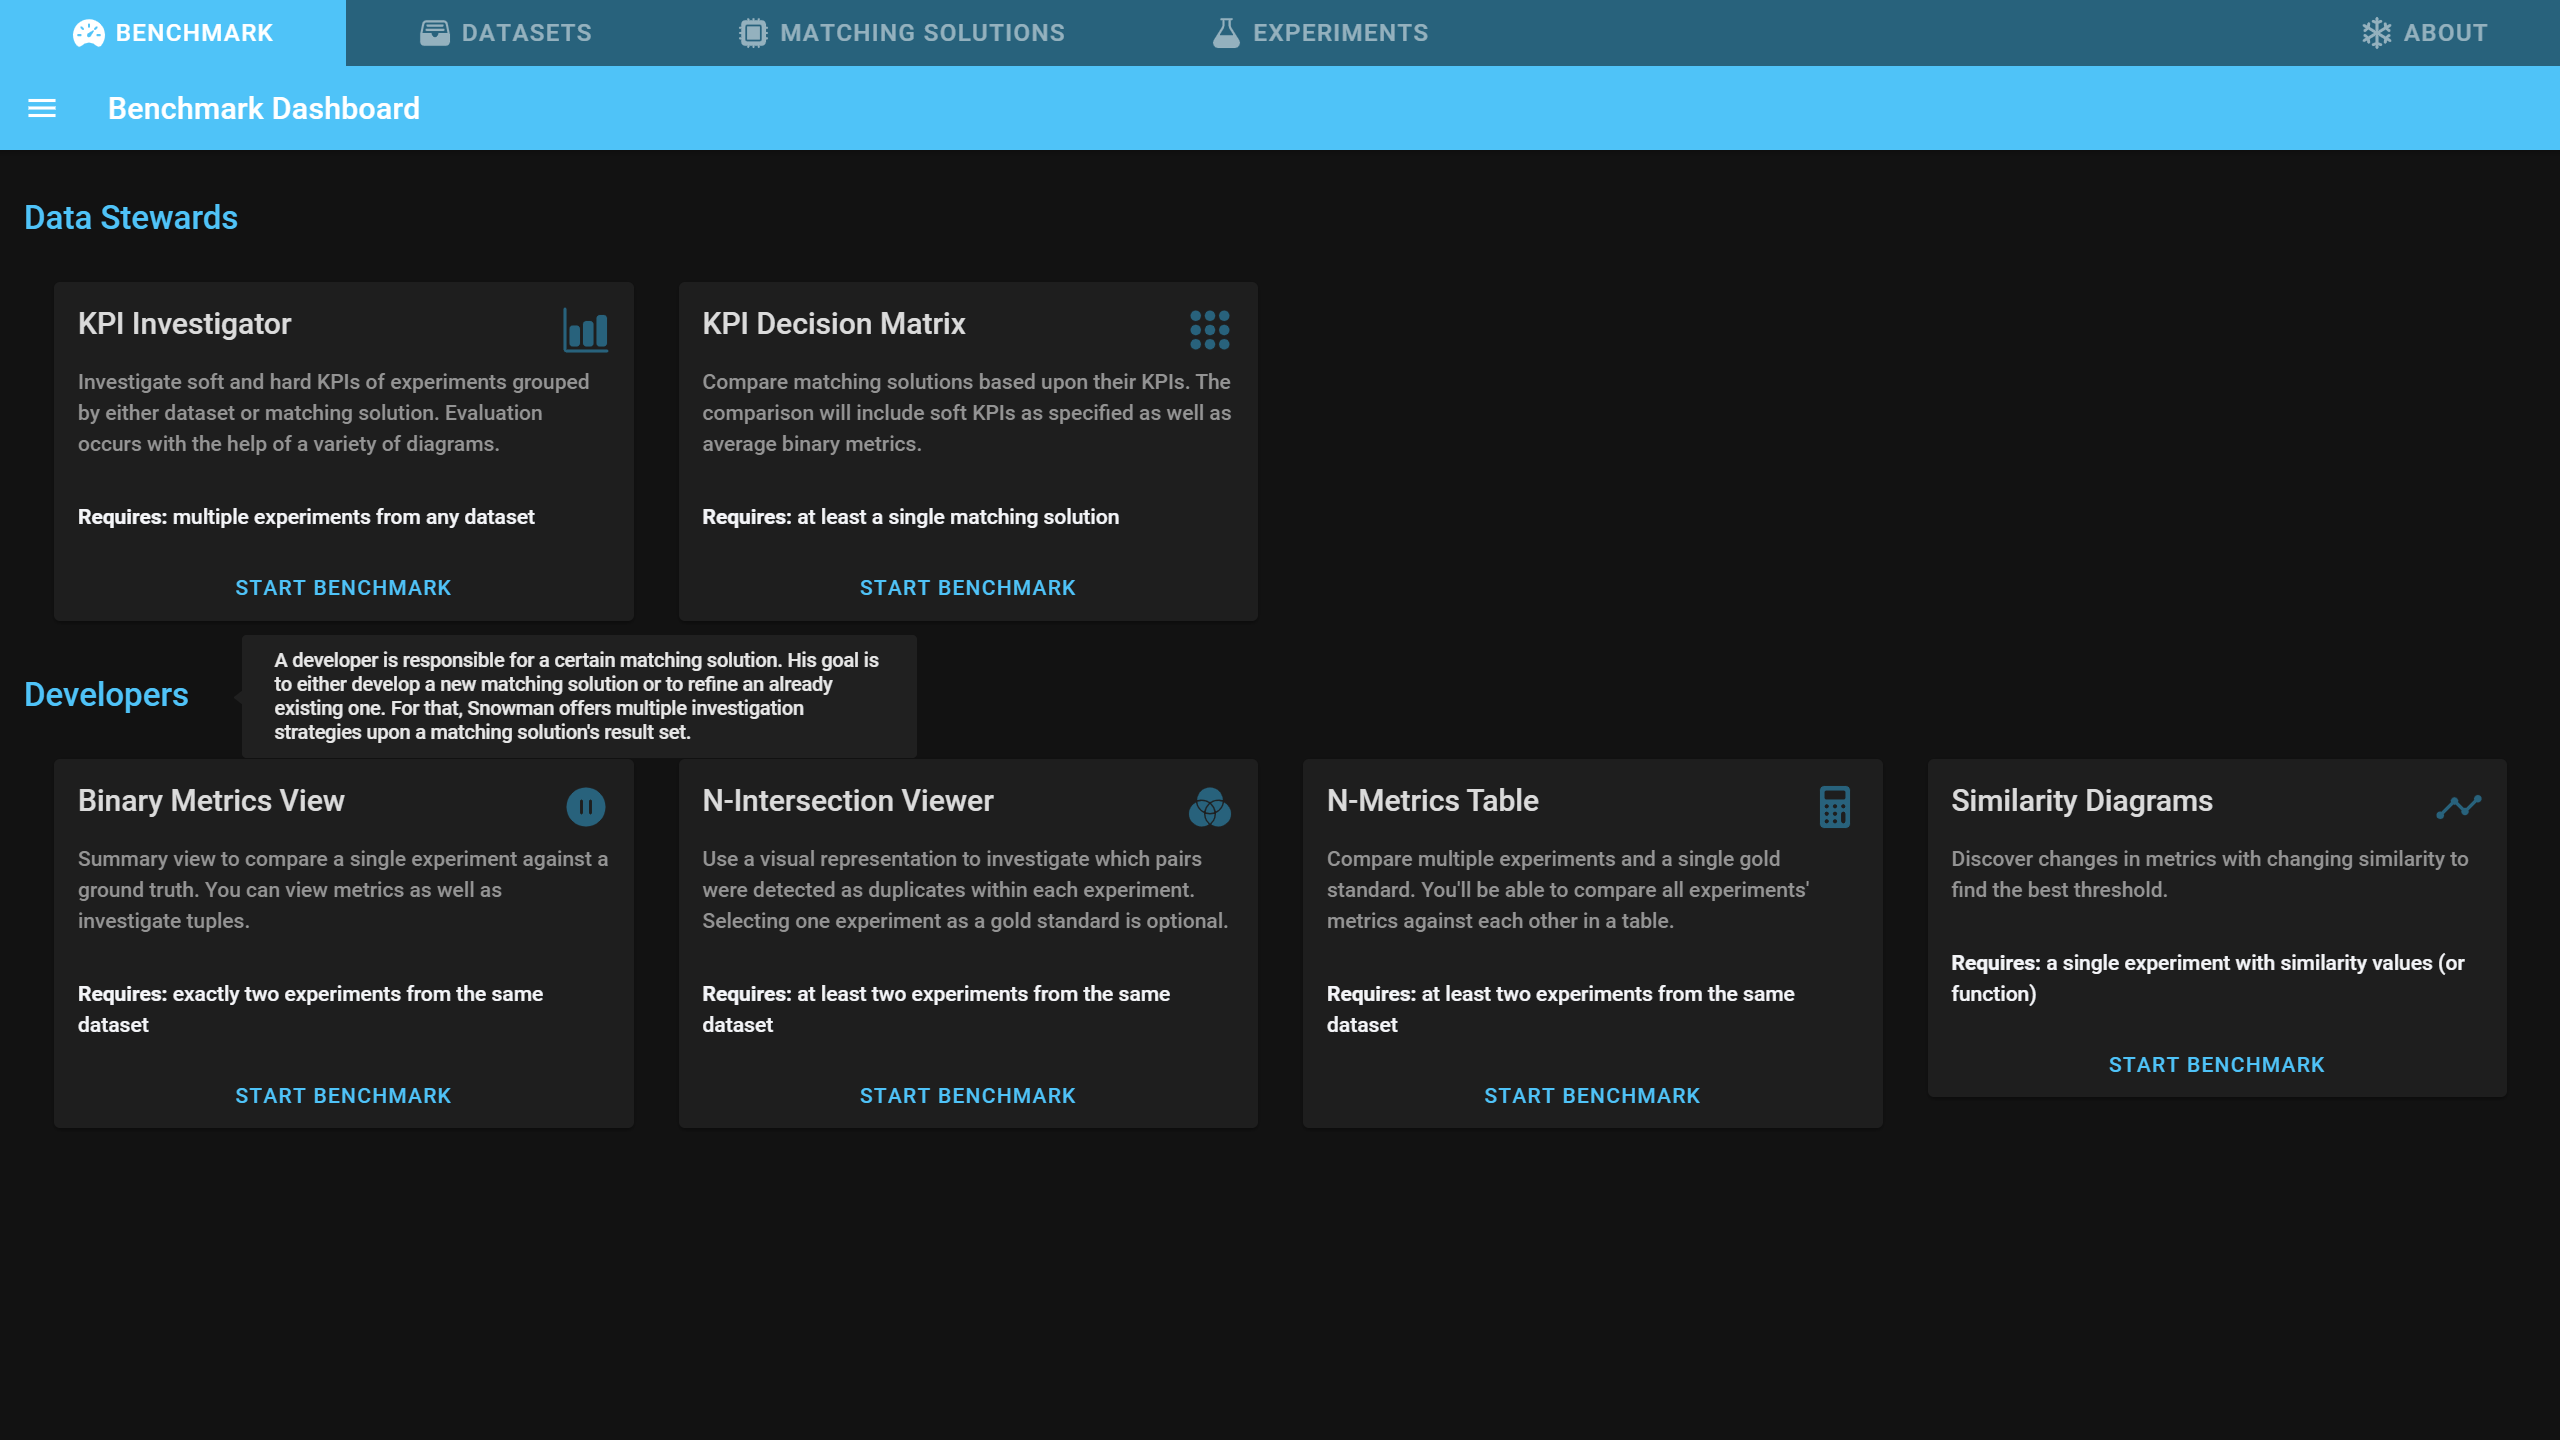 BENCHMARK
DATASETS
MATCHING SOLUTIONS
EXPERIMENTS
ABOUT
Benchmark Dashboard
Data Stewards
KPI Investigator
Investigate soft and hard KPIs of experiments grouped
by either dataset or matching solution. Evaluation
occurs with the help of a variety of diagrams.
Requires: multiple experiments from any dataset
START BENCHMARK
KPI Decision Matrix
Compare matching solutions based upon their KPIs. The
comparison will include soft KPIs as specified as well as
average binary metrics.
Requires: at least a single matching solution
START BENCHMARK
Developers
A developer is responsible for a certain matching solution. His goal is
to either develop a new matching solution or to refine an already
existing one. For that, Snowman offers multiple investigation
strategies upon a matching solution's result set.
Binary Metrics View
Summary view to compare a single experiment against a
ground truth. You can view metrics as well as
investigate tuples.
Requires: exactly two experiments from the same
dataset
START BENCHMARK
N-Intersection Viewer
Use a visual representation to investigate which pairs
were detected as duplicates within each experiment.
Selecting one experiment as a gold standard is optional.
Requires: at least two experiments from the same
dataset
START BENCHMARK
N-Metrics Table
Compare multiple experiments and a single gold
standard. You'll be able to compare all experiments'
metrics against each other in a table.
Requires: at least two experiments from the same
dataset
START BENCHMARK
Similarity Diagrams
Discover changes in metrics with changing similarity to
find the best threshold.
Requires: a single experiment with similarity values (or
function)
START BENCHMARK